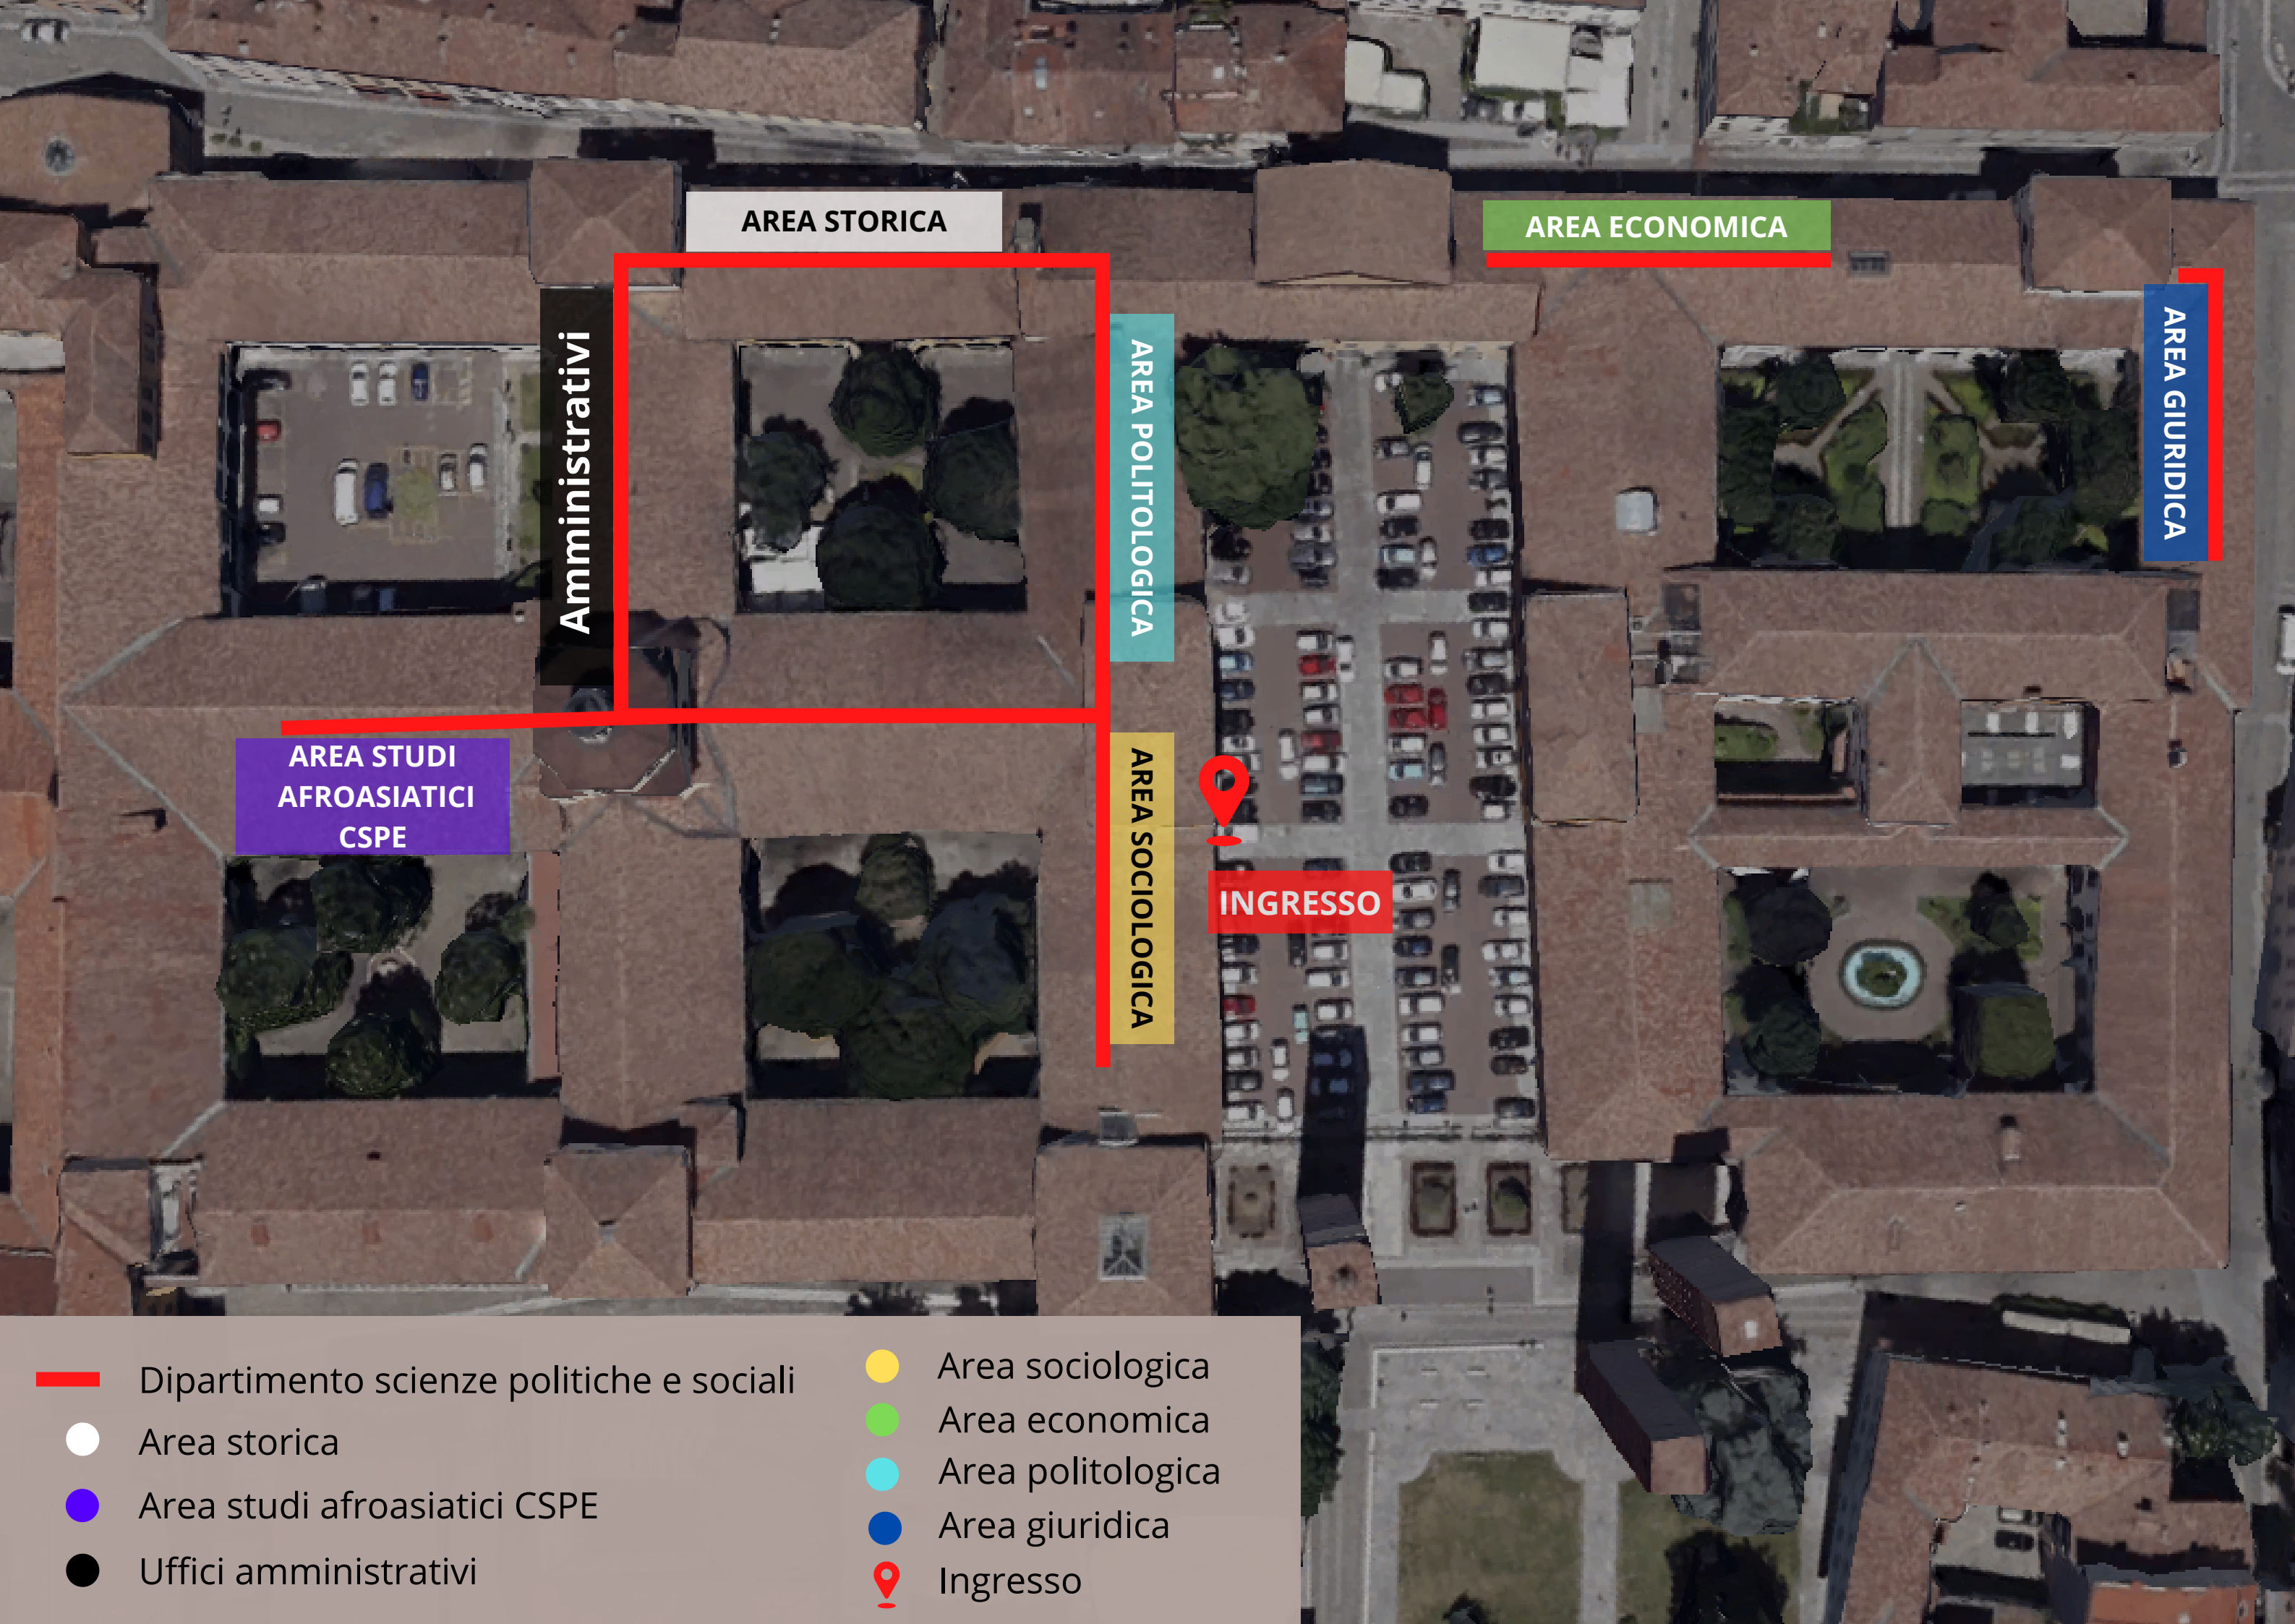 AREA STORICA
AREA ECONOMICA
Amministrativi
AREA POLITOLOGICA
AREA GIURIDICA
AREA STUDI
AFROASIATICI
CSPE
AREA SOCIOLOGICA
INGRESSO
Dipartimento scienze politiche e sociali
Area storica
Area studi afroasiatici CSPE
Uffici amministrativi
Area sociologica
Area economica
Area politologica
Area giuridica
Ingresso